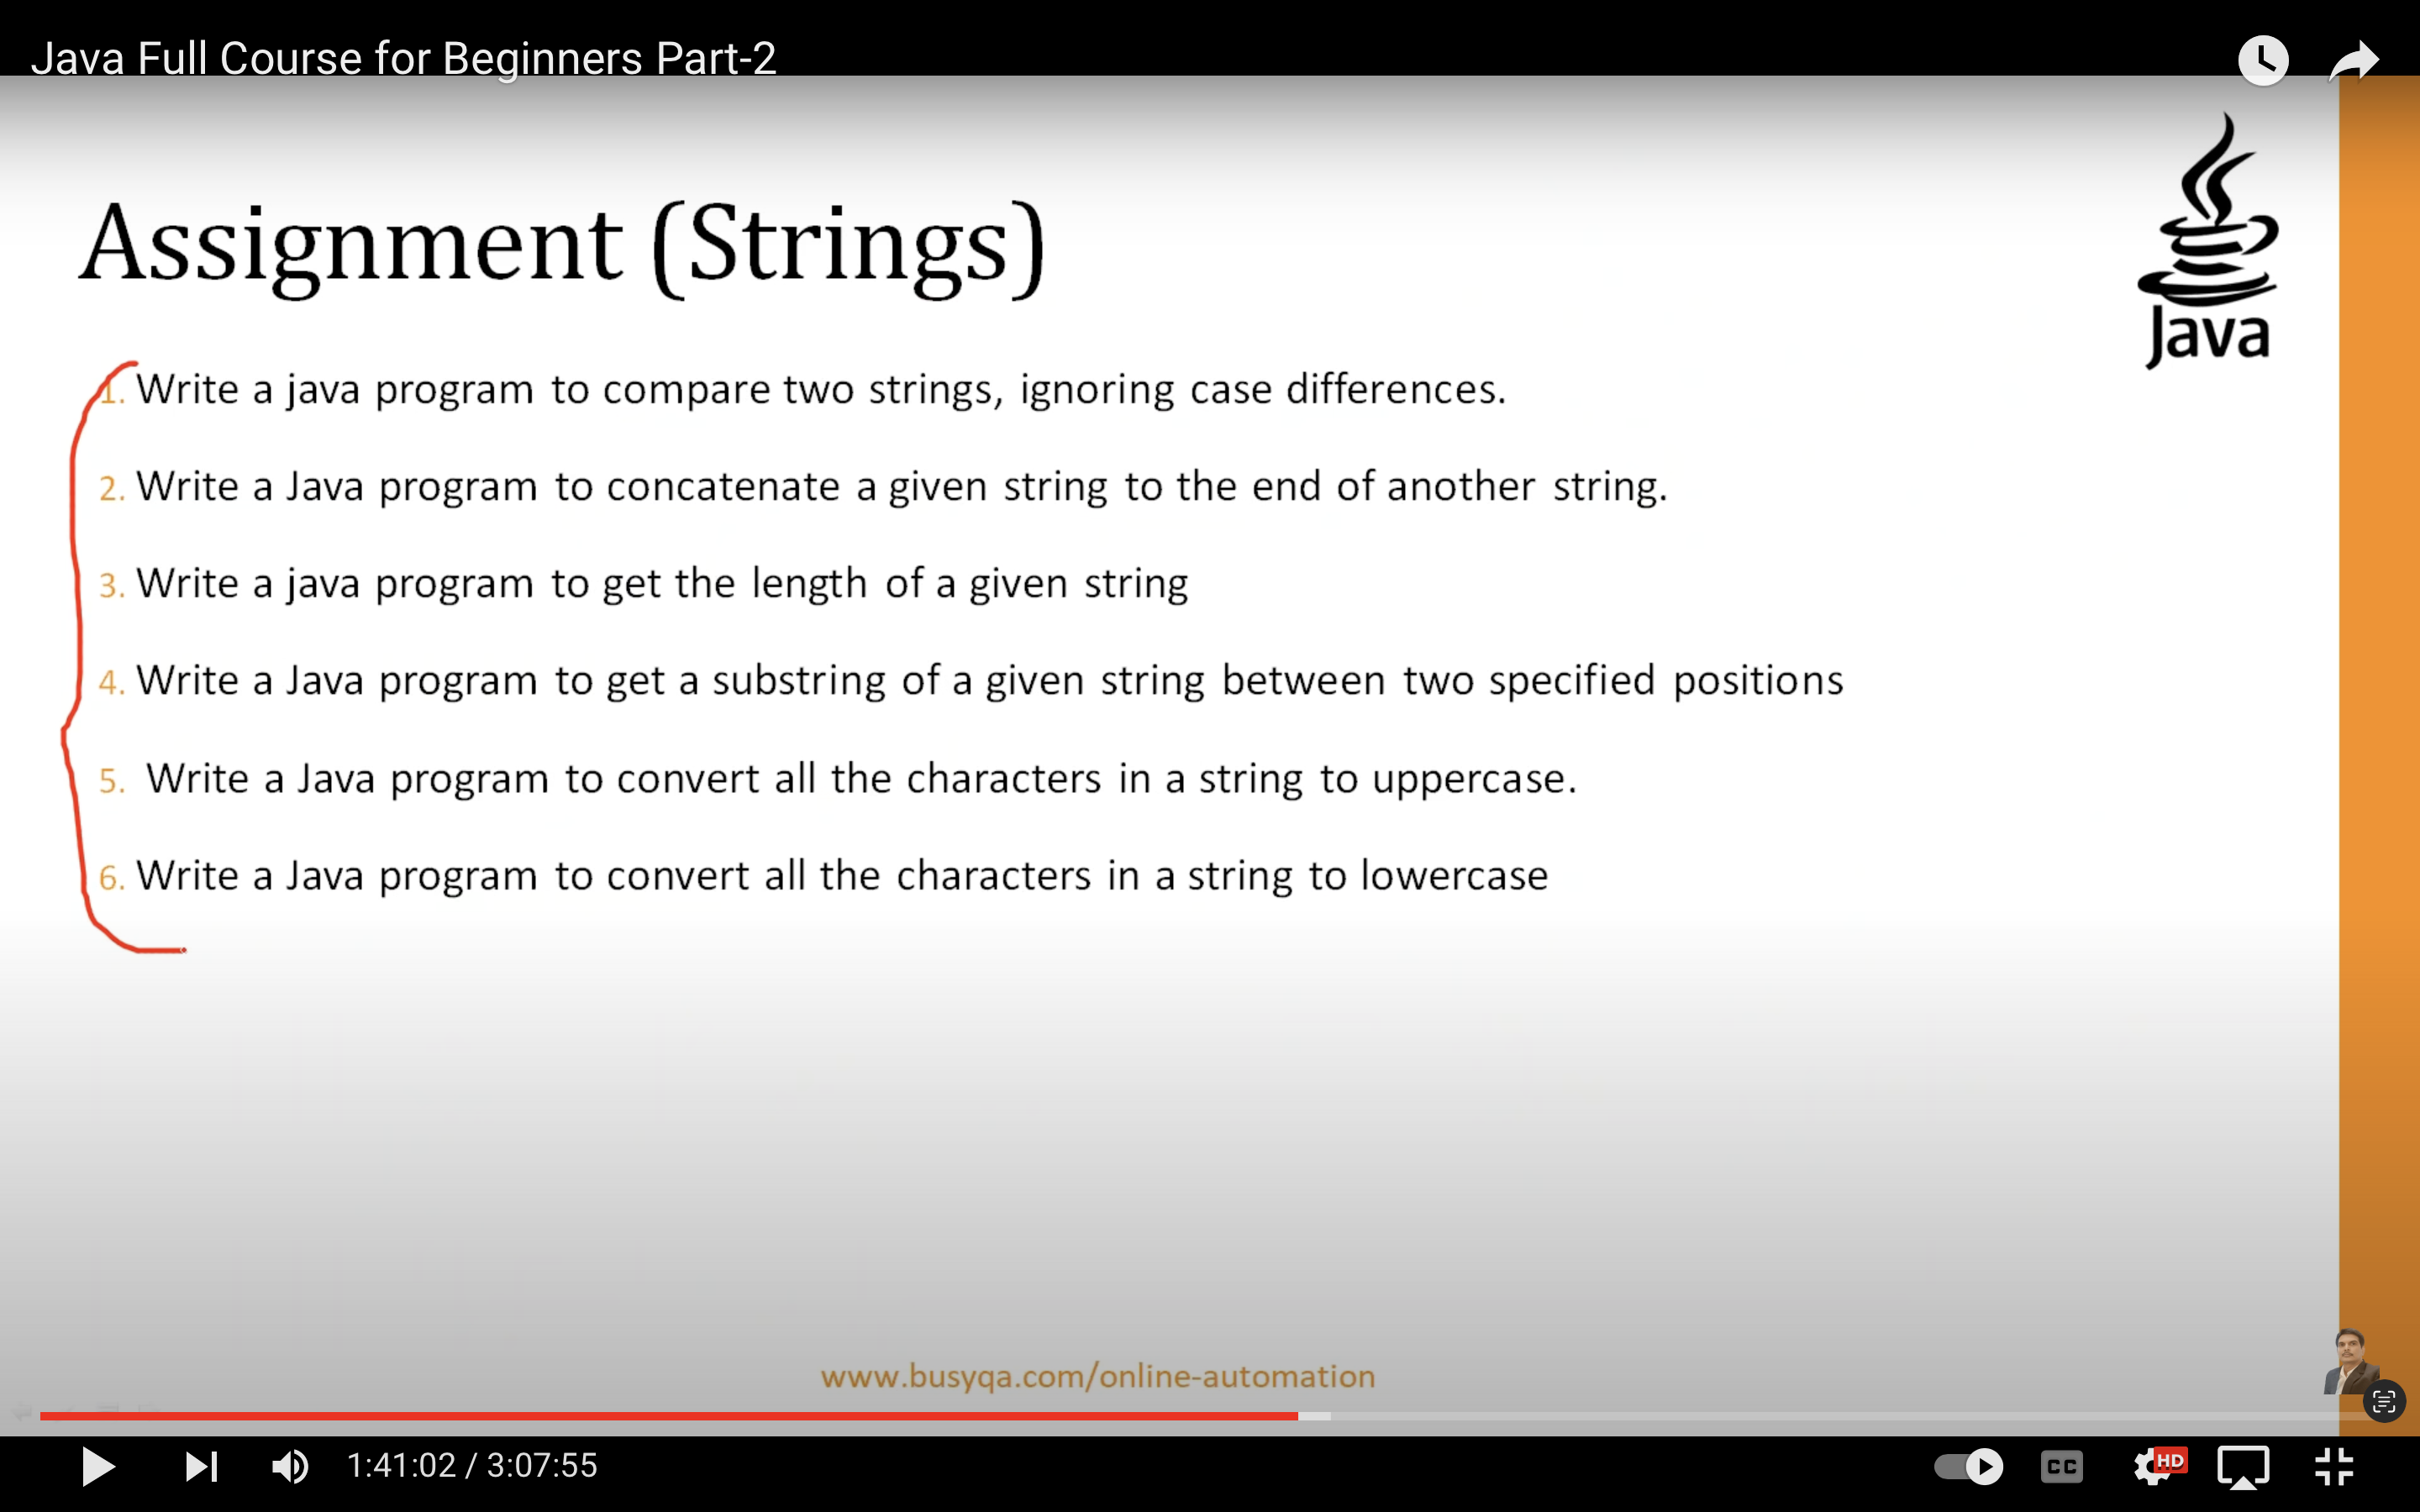 Java Full Course for Beginners Part-2
Assignment (Strings)
Java
1. Write a java program to compare two strings, ignoring case differences.
2. Write a Java program to concatenate a given string to the end of another string.
3. Write a java program to get the length of a given string
4. Write a Java program to get a substring of a given string between two specified positions
5. Write a Java program to convert all the characters in a string to uppercase.
6. Write a Java program to convert all the characters in a string to lowercase
www.busyqa.com/online-automation
1:41:02 / 3:07:55
CC
HD